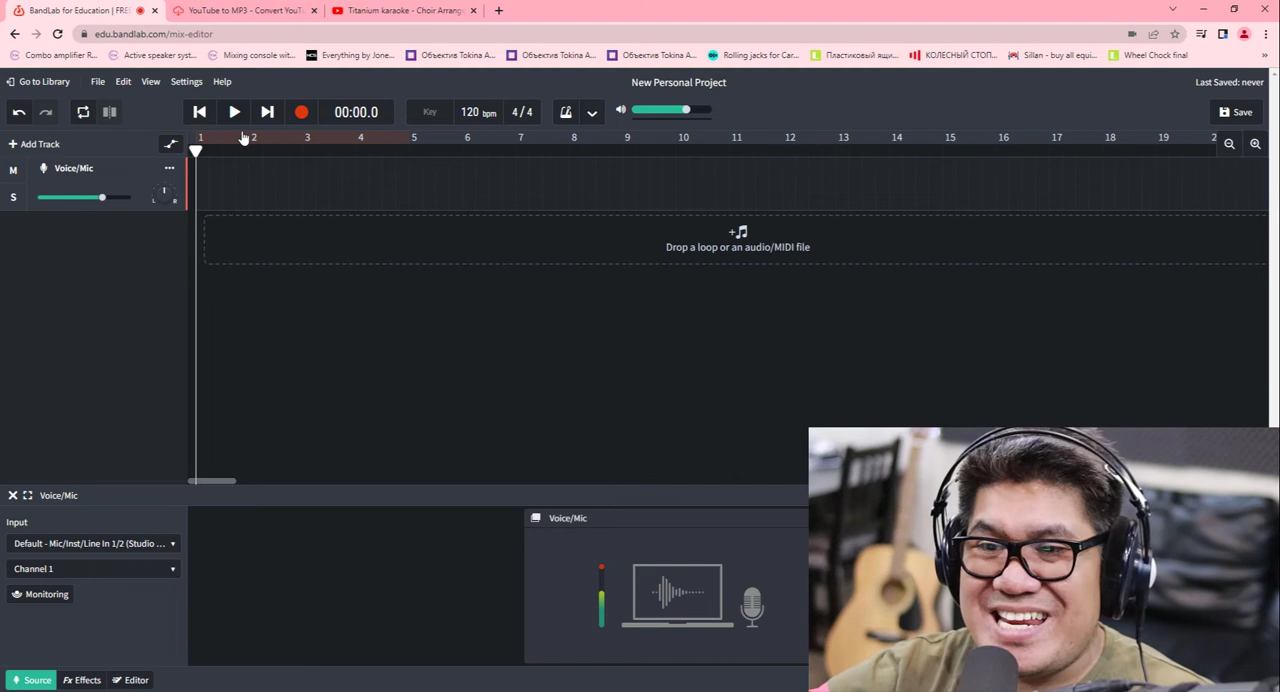 BandLab for Education | FREE
YouTube to MP3 - Convert YouTu
Titanium karaoke - Choir Arrang
edu.bandlab.com/mix-editor
Combo amplifier R...
Active speaker syst...
Mixing console wit...
Everything by Jone...
Объектив Tokina A...
Объектив Tokina A...
Объектив Tokina A...
Rolling jacks for Car...
Пластиковый ящи...
КОЛЕСНЫЙ СТОП...
Sillan - buy all equi...
Wheel Chock final
»
Go to Library File Edit View Settings Help
New Personal Project
Last Saved: never
00:00.0
Key
120 bpm
4 / 4
Save
+ Add Track
1 2 3 4 5 6 7 8 9 10 11 12 13 14 15 16 17 18 19 2
M Voice/Mic ...
S L R
Drop a loop or an audio/MIDI file
Voice/Mic
Input
Default - Mic/Inst/Line In 1/2 (Studio ...
Channel 1
Monitoring
Voice/Mic
Source Fx Effects Editor